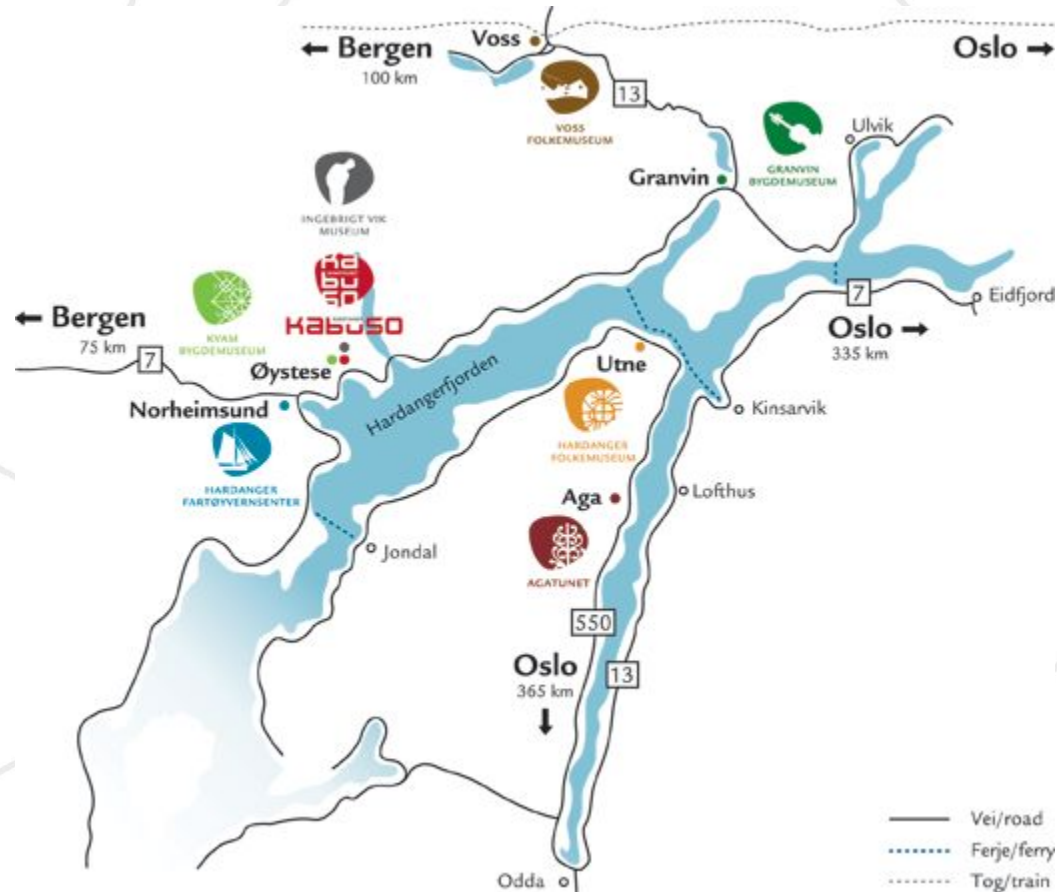 ← Bergen
100 km
Voss
Oslo →
13
VOSS
FOLKEMUSEUM
Ulvik
GRANVIN
BYGDEMUSEUM
Granvin
INGEBRIGT VIK
MUSEUM
ka
bu
so
kabuso
KVAM
BYGDEMUSEUM
← Bergen
75 km
7
Øystese
Norheimsund
HARDANGER
FARTØYVERNSENTER
Hardangerfjorden
Utne
HARDANGER
FOLKEMUSEUM
7
Eidfjord
Oslo →
335 km
Kinsarvik
Lofthus
Aga
AGATUNET
Jondal
550
13
Oslo
365 km
↓
Odda
Vei/road
Ferje/ferry
Tog/train